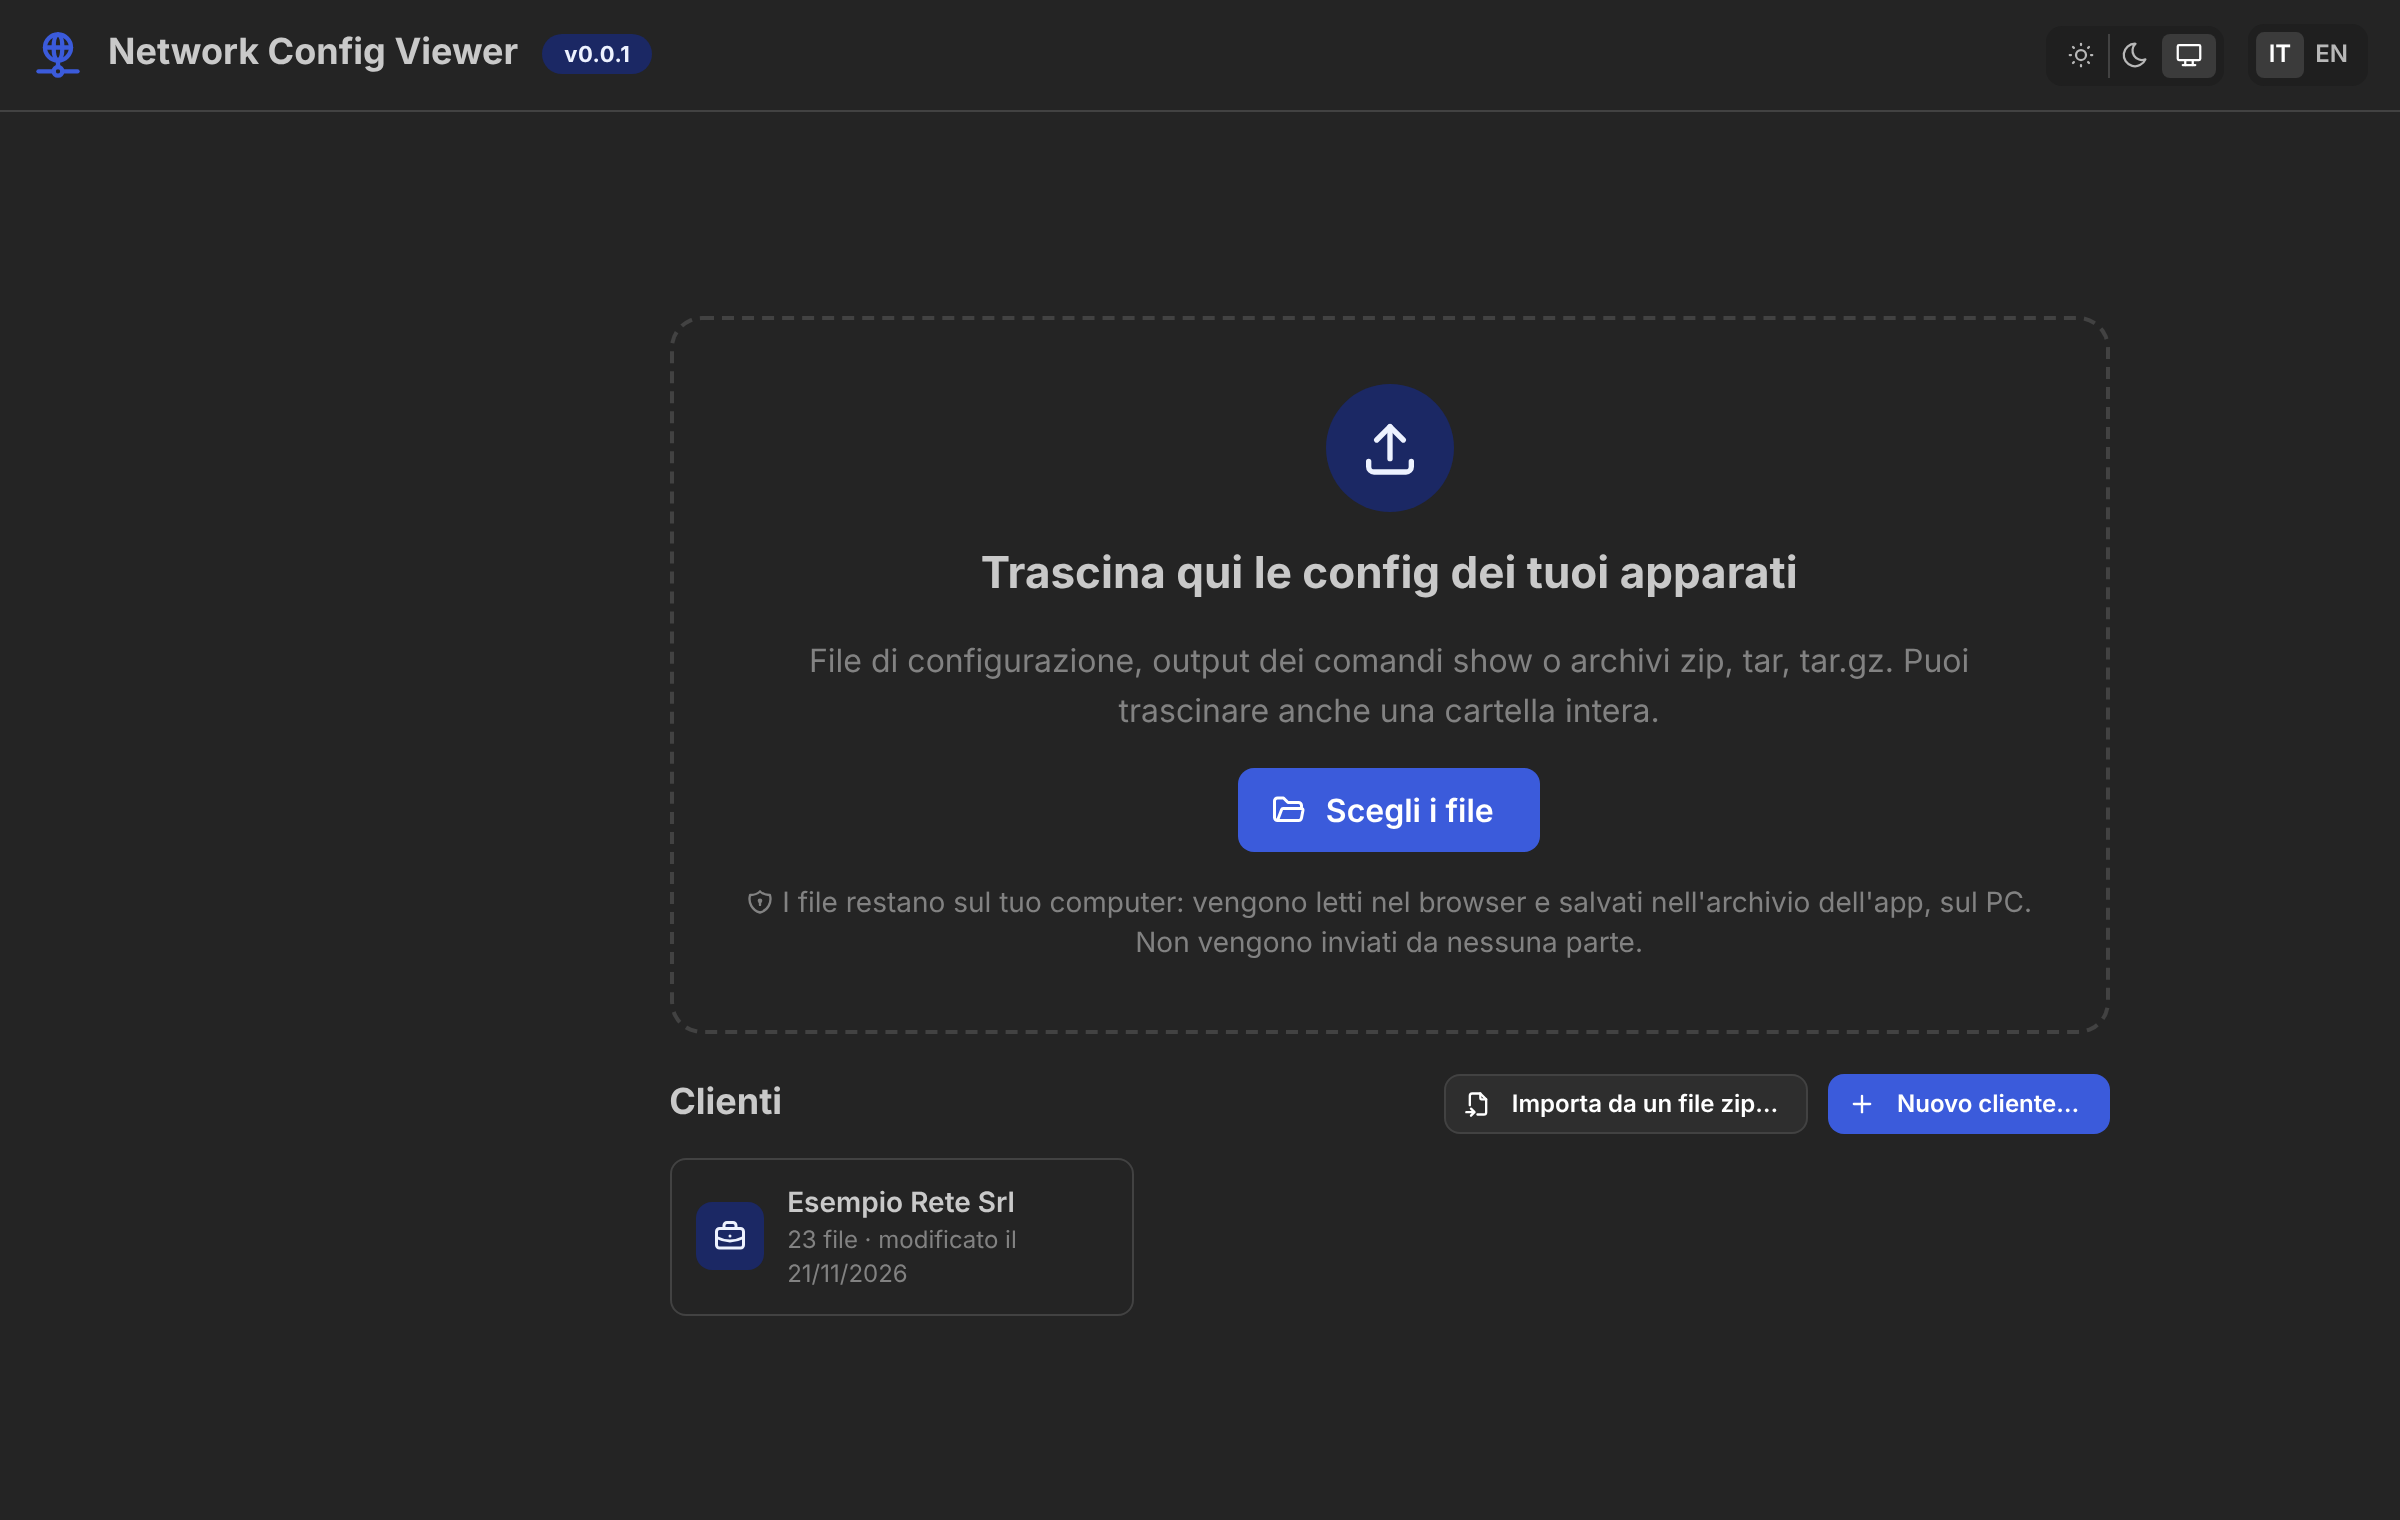 Network Config Viewer v0.0.1
IT EN
Trascina qui le config dei tuoi apparati
File di configurazione, output dei comandi show o archivi zip, tar, tar.gz. Puoi
trascinare anche una cartella intera.
Scegli i file
I file restano sul tuo computer: vengono letti nel browser e salvati nell'archivio dell'app, sul PC.
Non vengono inviati da nessuna parte.
Clienti
Importa da un file zip...
Nuovo cliente...
Esempio Rete Srl
23 file · modificato il
21/11/2026